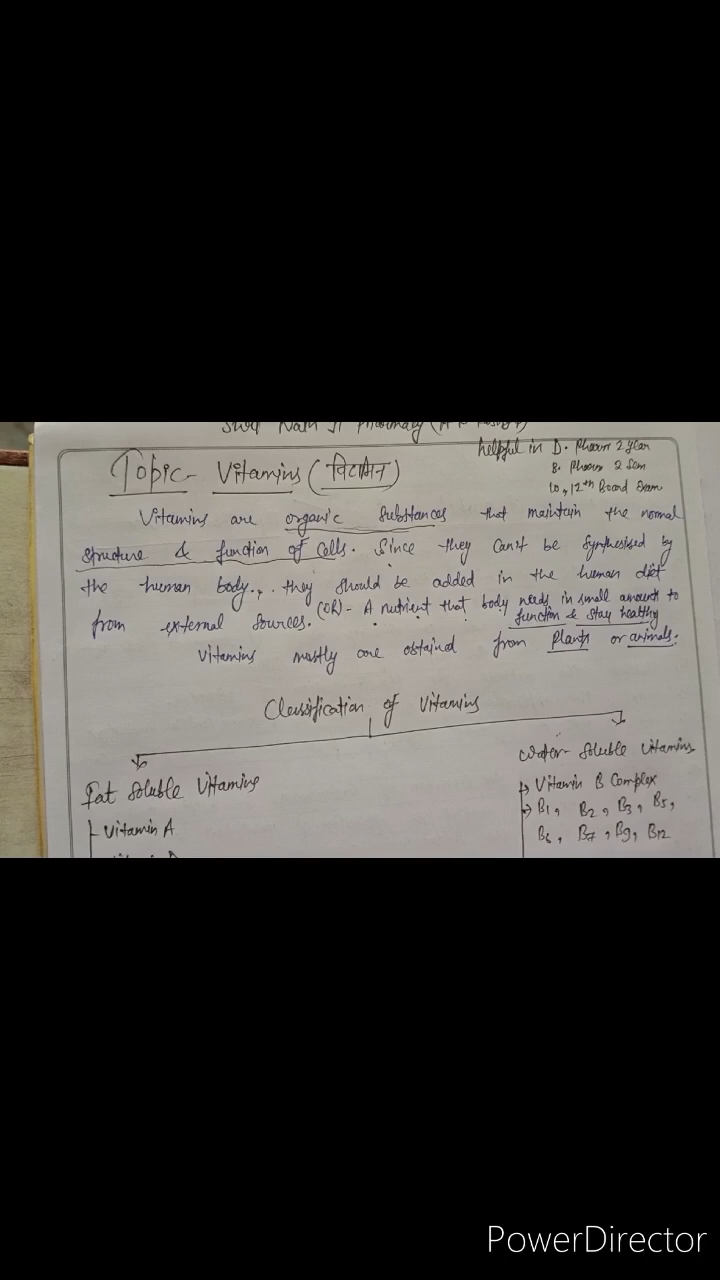 Pharmacy
helpful in D. Pharm 2 year
B. Pharm 2 Sem
10, 12th Board Exam
Topic- Vitamins (विटामिन)
Vitamins are organic substances that maintain the normal
structure & function of cells. Since they can't be synthesised by
the human body. they should be added in the human diet
from external sources. (OR)- A nutrient that body needs in small amounts to
function & stay healthy
Vitamins mostly are obtained from Plants or animals.
Classification of Vitamins
Fat Soluble Vitamins
Vitamin A
Water Soluble Vitamins
Vitamin B Complex
B1, B2, B3, B5,
B6, B7, B9, B12
PowerDirector